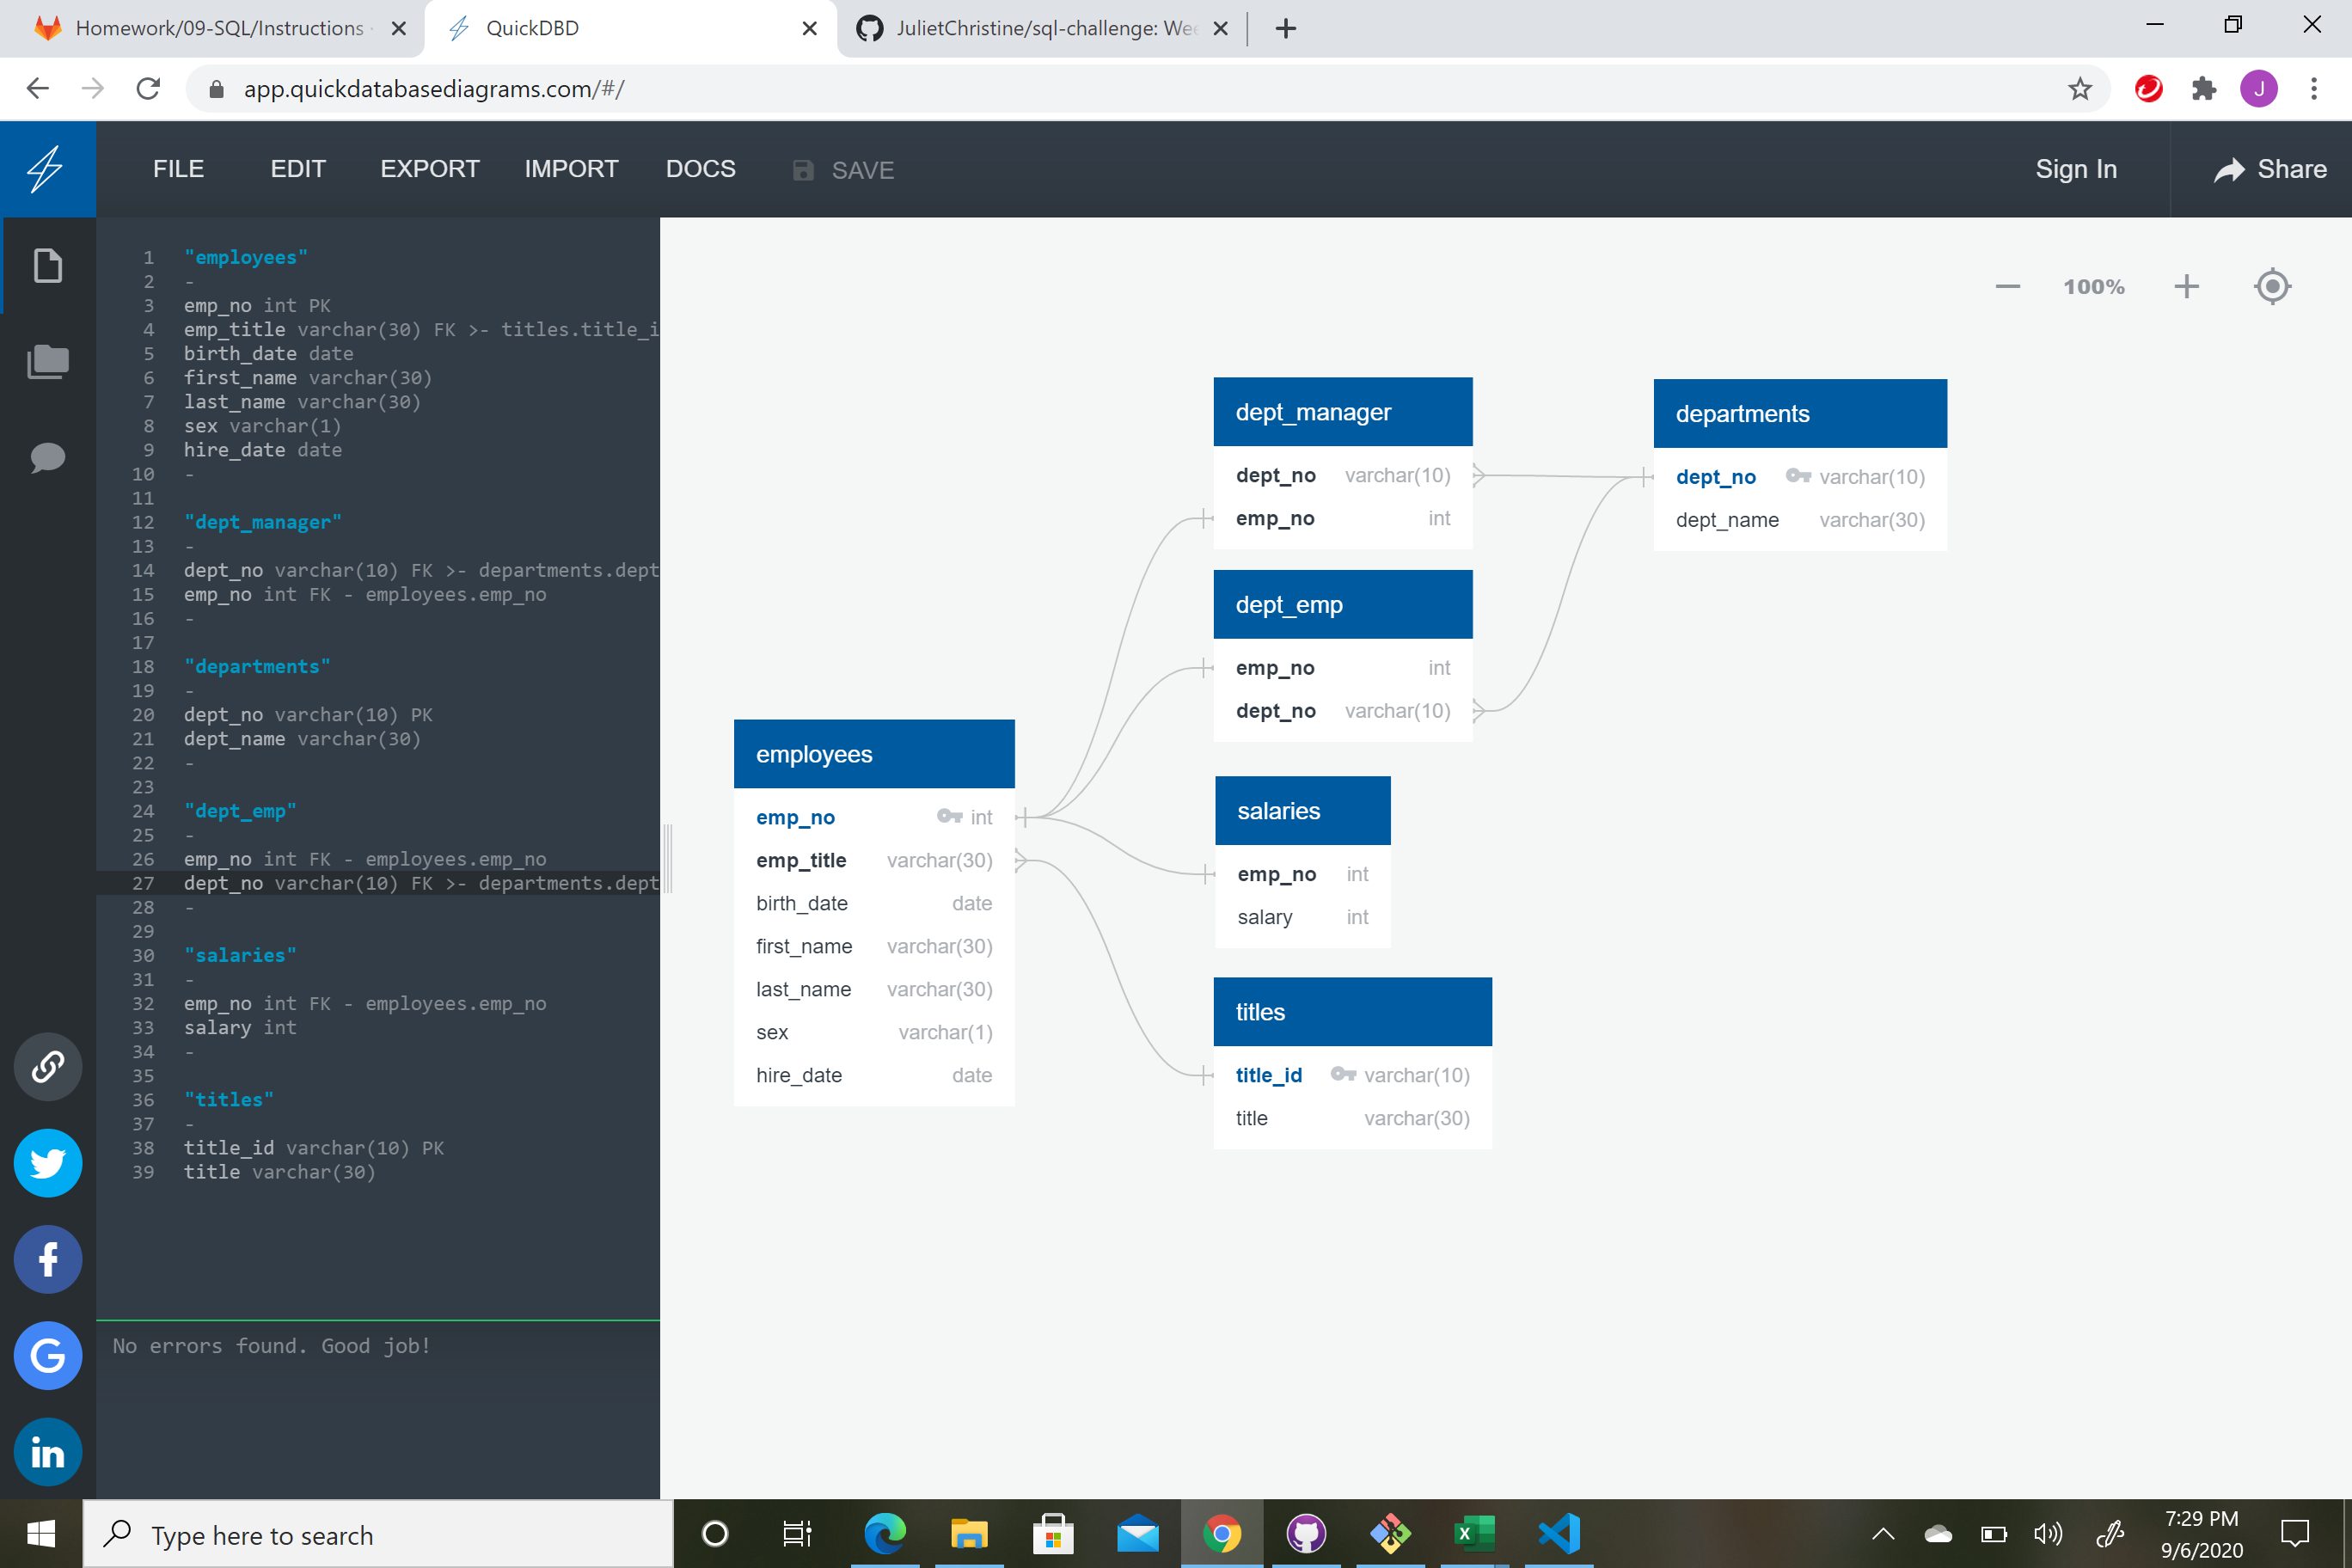 Homework/09-SQL/Instructions
QuickDBD
JulietChristine/sql-challenge: Wee
app.quickdatabasediagrams.com/#/
J
FILE EDIT EXPORT IMPORT DOCS SAVE Sign In Share
1 "employees"
2 -
3 emp_no int PK
4 emp_title varchar(30) FK >- titles.title_i
5 birth_date date
6 first_name varchar(30)
7 last_name varchar(30)
8 sex varchar(1)
9 hire_date date
10 -
11
12 "dept_manager"
13 -
14 dept_no varchar(10) FK >- departments.dept
15 emp_no int FK - employees.emp_no
16 -
17
18 "departments"
19 -
20 dept_no varchar(10) PK
21 dept_name varchar(30)
22 -
23
24 "dept_emp"
25 -
26 emp_no int FK - employees.emp_no
27 dept_no varchar(10) FK >- departments.dept
28 -
29
30 "salaries"
31 -
32 emp_no int FK - employees.emp_no
33 salary int
34 -
35
36 "titles"
37 -
38 title_id varchar(10) PK
39 title varchar(30)
No errors found. Good job!
100%
employees
emp_no int
emp_title varchar(30)
birth_date date
first_name varchar(30)
last_name varchar(30)
sex varchar(1)
hire_date date
dept_manager
dept_no varchar(10)
emp_no int
dept_emp
emp_no int
dept_no varchar(10)
salaries
emp_no int
salary int
titles
title_id varchar(10)
title varchar(30)
departments
dept_no varchar(10)
dept_name varchar(30)
Type here to search
7:29 PM
9/6/2020